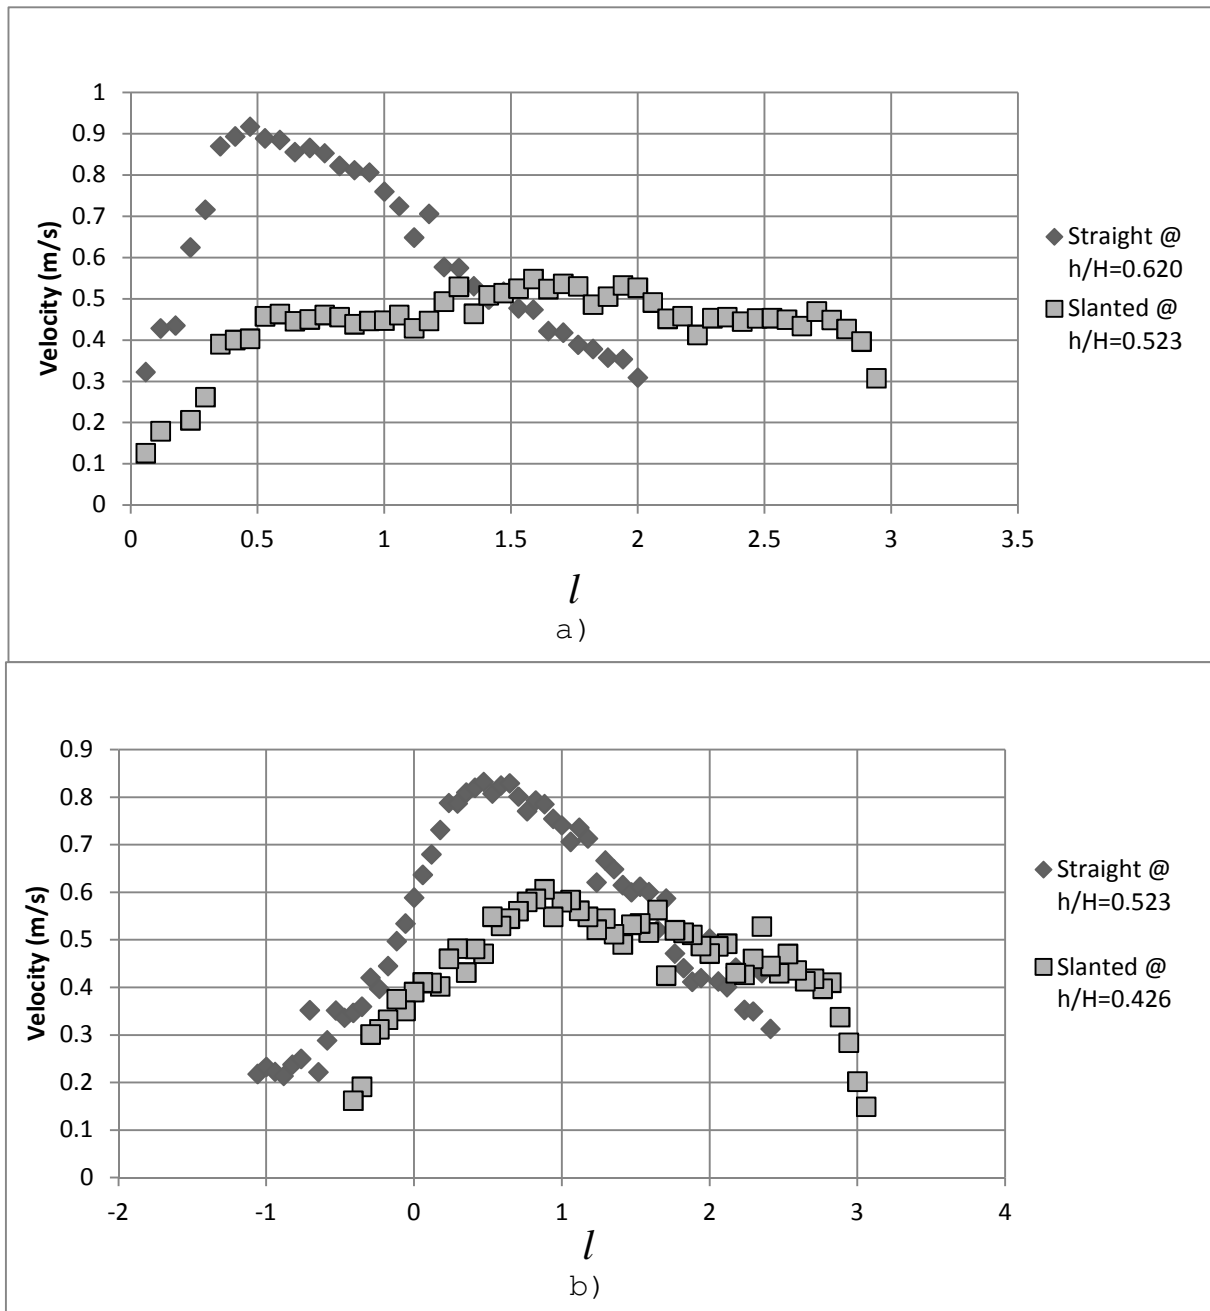 1
0.9
0.8
0.7
0.6
0.5
0.4
0.3
0.2
0.1
0
Velocity (m/s)
0 0.5 1 1.5 2 2.5 3 3.5
l
a)
Straight @
h/H=0.620
Slanted @
h/H=0.523
0.9
0.8
0.7
0.6
0.5
0.4
0.3
0.2
0.1
0
Velocity (m/s)
-2 -1 0 1 2 3 4
l
b)
Straight @
h/H=0.523
Slanted @
h/H=0.426